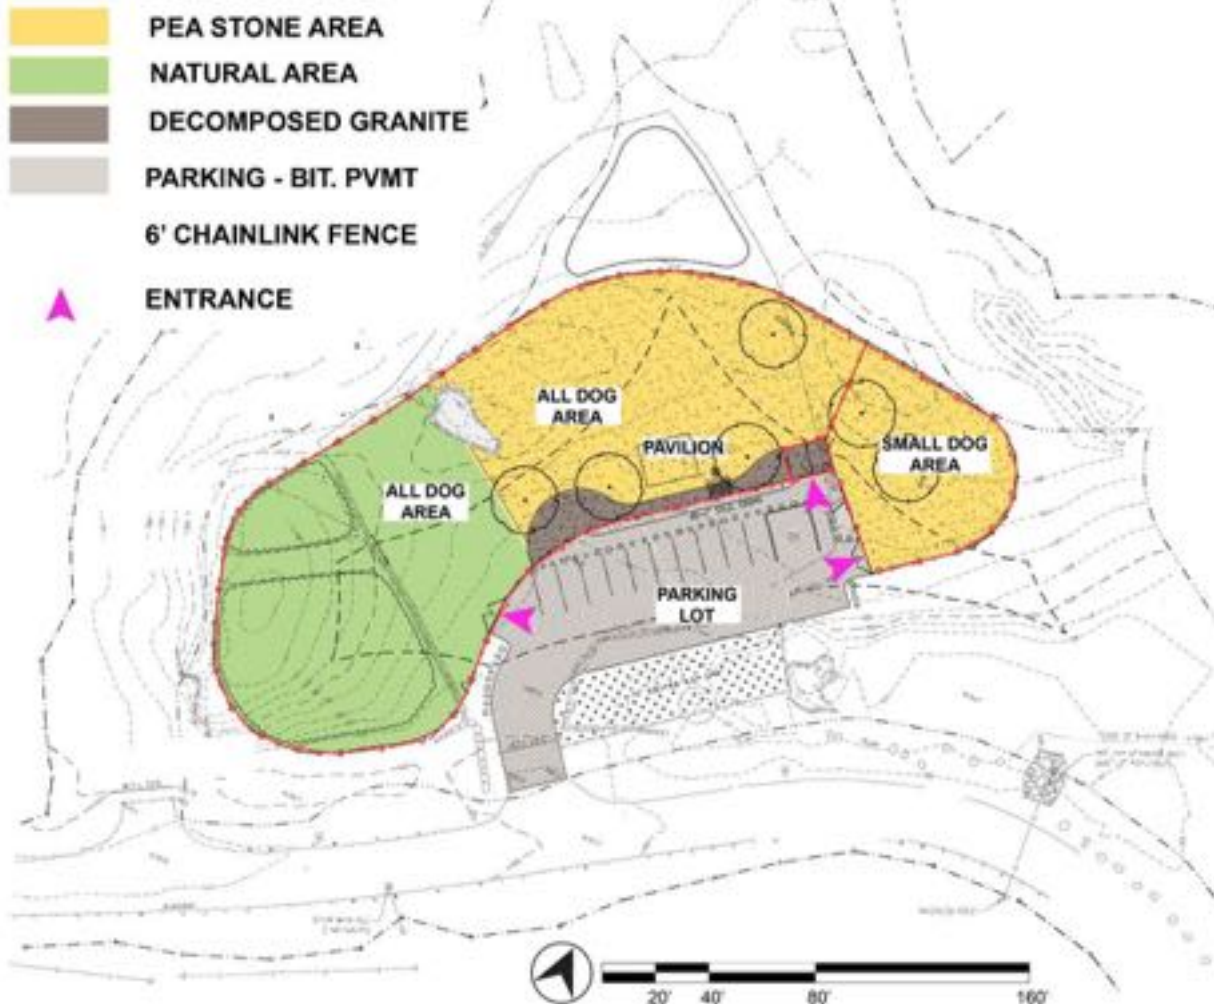 PEA STONE AREA
NATURAL AREA
DECOMPOSED GRANITE
PARKING - BIT. PVMT
6' CHAINLINK FENCE
ENTRANCE
ALL DOG
AREA
PAVILION
SMALL DOG
AREA
ALL DOG
AREA
PARKING
LOT
20'
40'
80'
160'